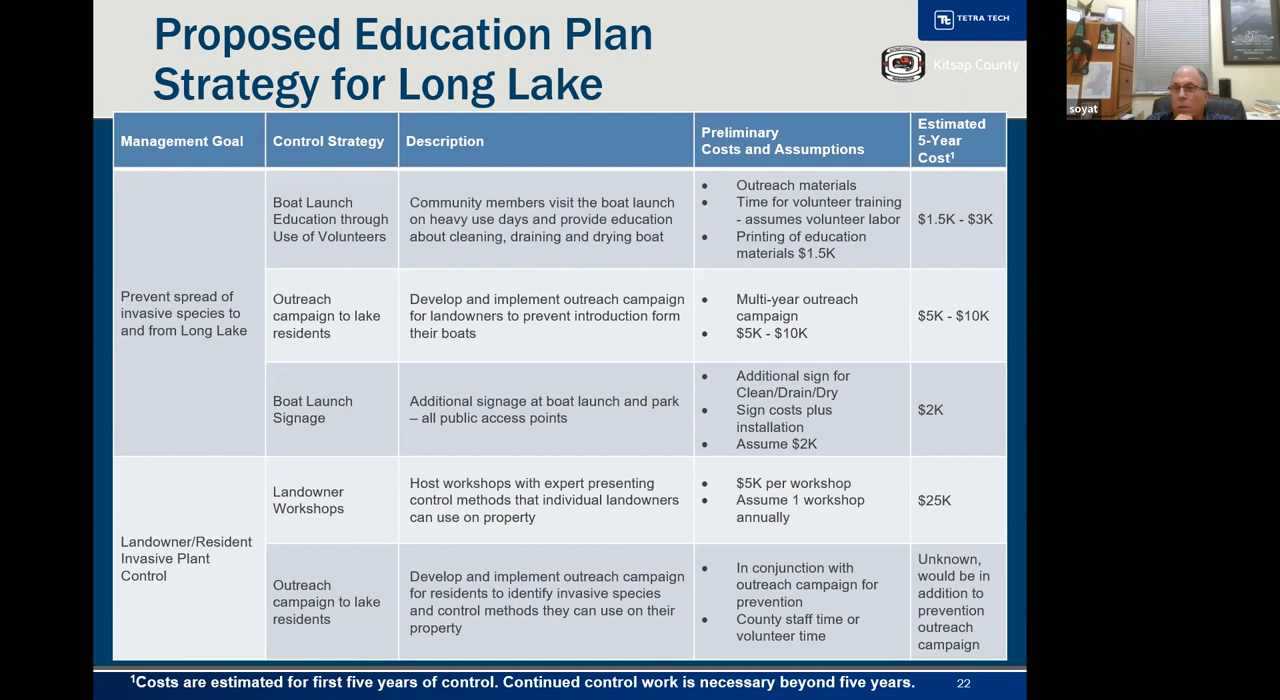 Proposed Education Plan
Strategy for Long Lake
TETRA TECH
Kitsap County
soyat
Management Goal
Control Strategy
Description
Preliminary
Costs and Assumptions
Estimated
5-Year
Cost¹
Prevent spread of
invasive species to
and from Long Lake
Boat Launch
Education through
Use of Volunteers
Community members visit the boat launch
on heavy use days and provide education
about cleaning, draining and drying boat
• Outreach materials
• Time for volunteer training
- assumes volunteer labor
• Printing of education
materials $1.5K
$1.5K - $3K
Outreach
campaign to lake
residents
Develop and implement outreach campaign
for landowners to prevent introduction form
their boats
• Multi-year outreach
campaign
• $5K - $10K
$5K - $10K
Boat Launch
Signage
Additional signage at boat launch and park
– all public access points
• Additional sign for
Clean/Drain/Dry
• Sign costs plus
installation
• Assume $2K
$2K
Landowner/Resident
Invasive Plant
Control
Landowner
Workshops
Host workshops with expert presenting
control methods that individual landowners
can use on property
• $5K per workshop
• Assume 1 workshop
annually
$25K
Outreach
campaign to lake
residents
Develop and implement outreach campaign
for residents to identify invasive species
and control methods they can use on their
property
• In conjunction with
outreach campaign for
prevention
• County staff time or
volunteer time
Unknown,
would be in
addition to
prevention
outreach
campaign
¹Costs are estimated for first five years of control. Continued control work is necessary beyond five years.
22